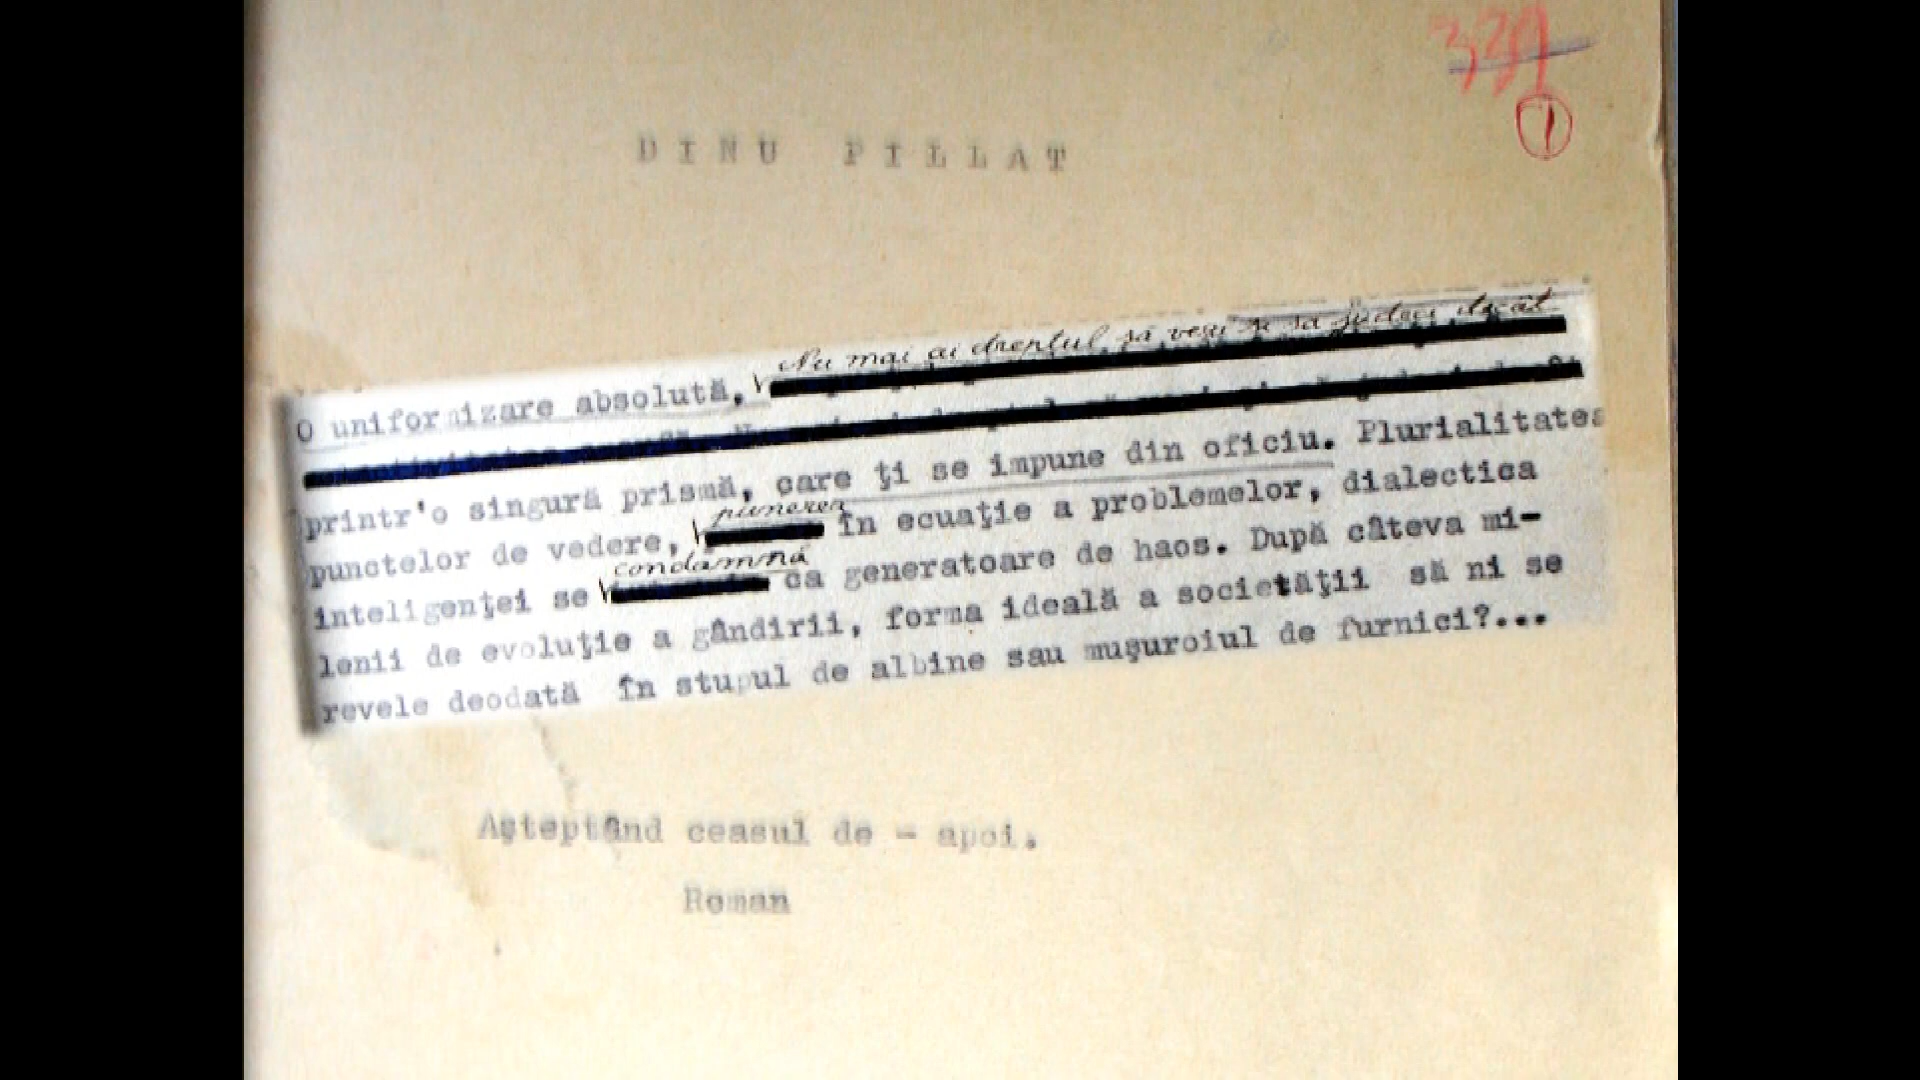 339
1
DINU PILLAT
Nu mai ai dreptul să vezi și să judeci decât
O uniformizare absolută,
printr'o singură prismă, care ţi se impune din oficiu. Plurialitatea
punerea
punctelor de vedere, în ecuaţie a problemelor, dialectica
condamnă
inteligenţei se ca generatoare de haos. După câteva mi-
lenii de evoluţie a gândirii, forma ideală a societăţii să ni se
revele deodată în stupul de albine sau muşuroiul de furnici?...
Aşteptând ceasul de - apoi.
Roman